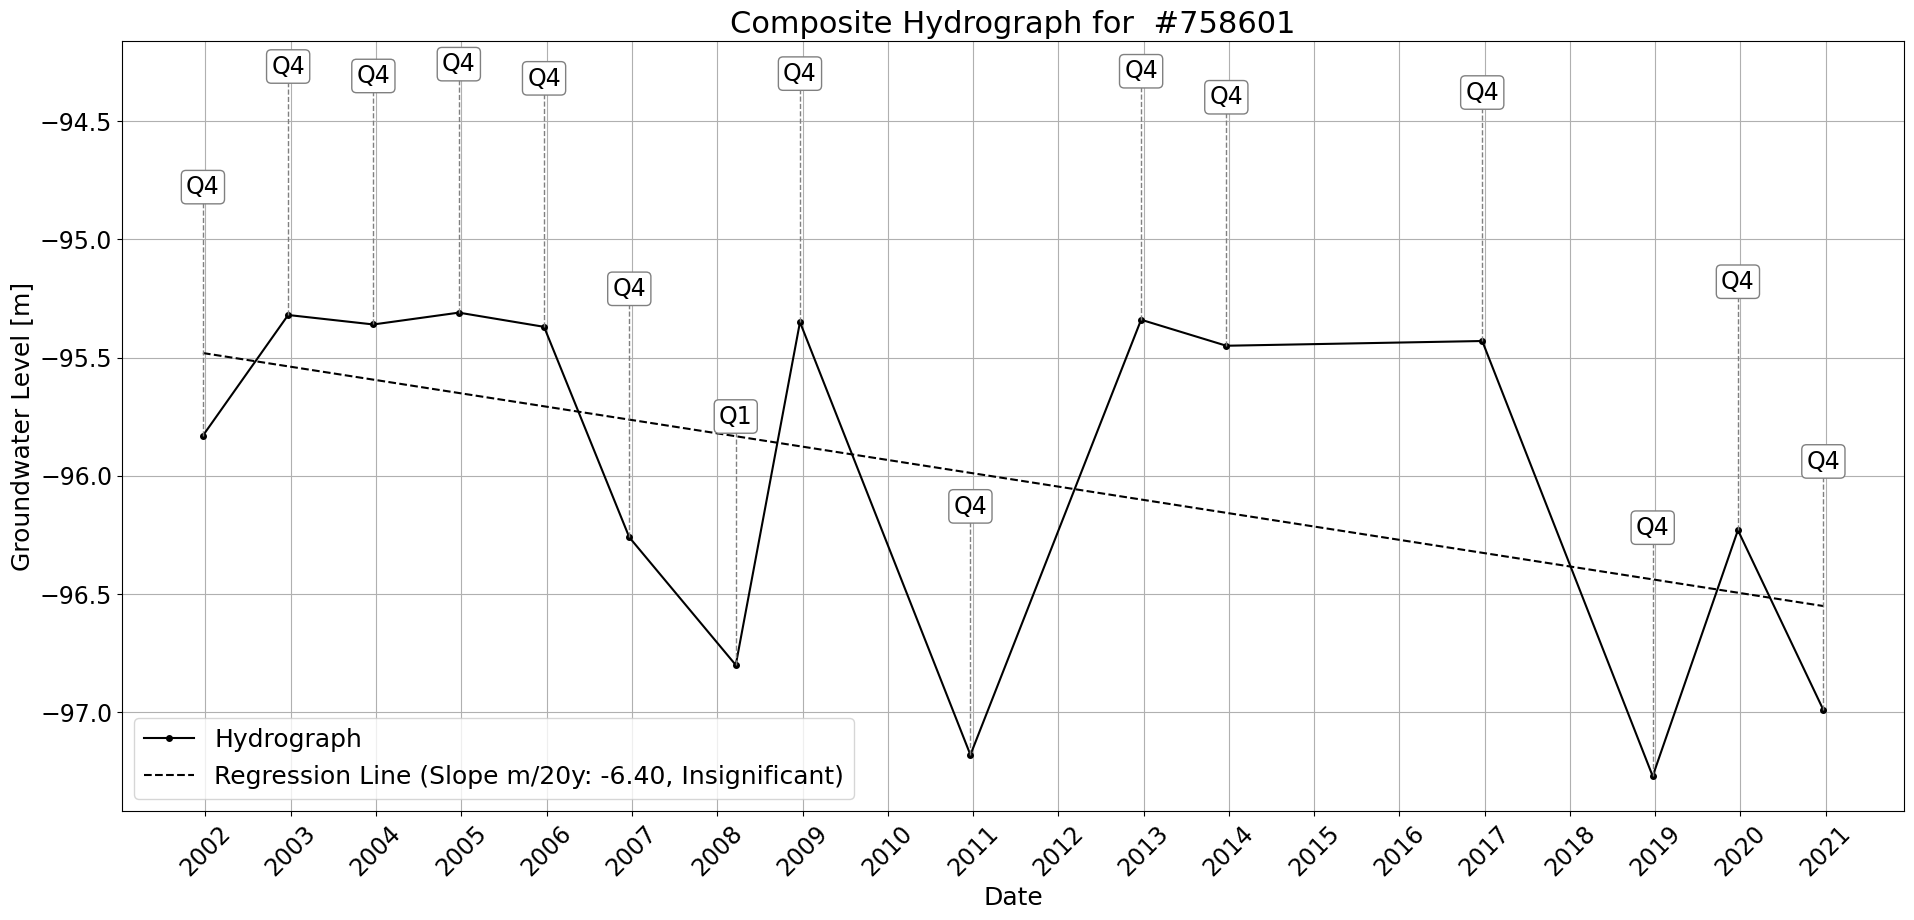 Composite Hydrograph for  #758601
Q4
Q4
Q4
Q4
Q4
Q4
Q1
Q4
Q4
Q4
Q4
Q4
Q4
Q4
Q4
−94.5
−95.0
−95.5
−96.0
−96.5
−97.0
Groundwater Level [m]
Hydrograph
Regression Line (Slope m/20y: -6.40, Insignificant)
2002
2003
2004
2005
2006
2007
2008
2009
2010
2011
2012
2013
2014
2015
2016
2017
2018
2019
2020
2021
Date